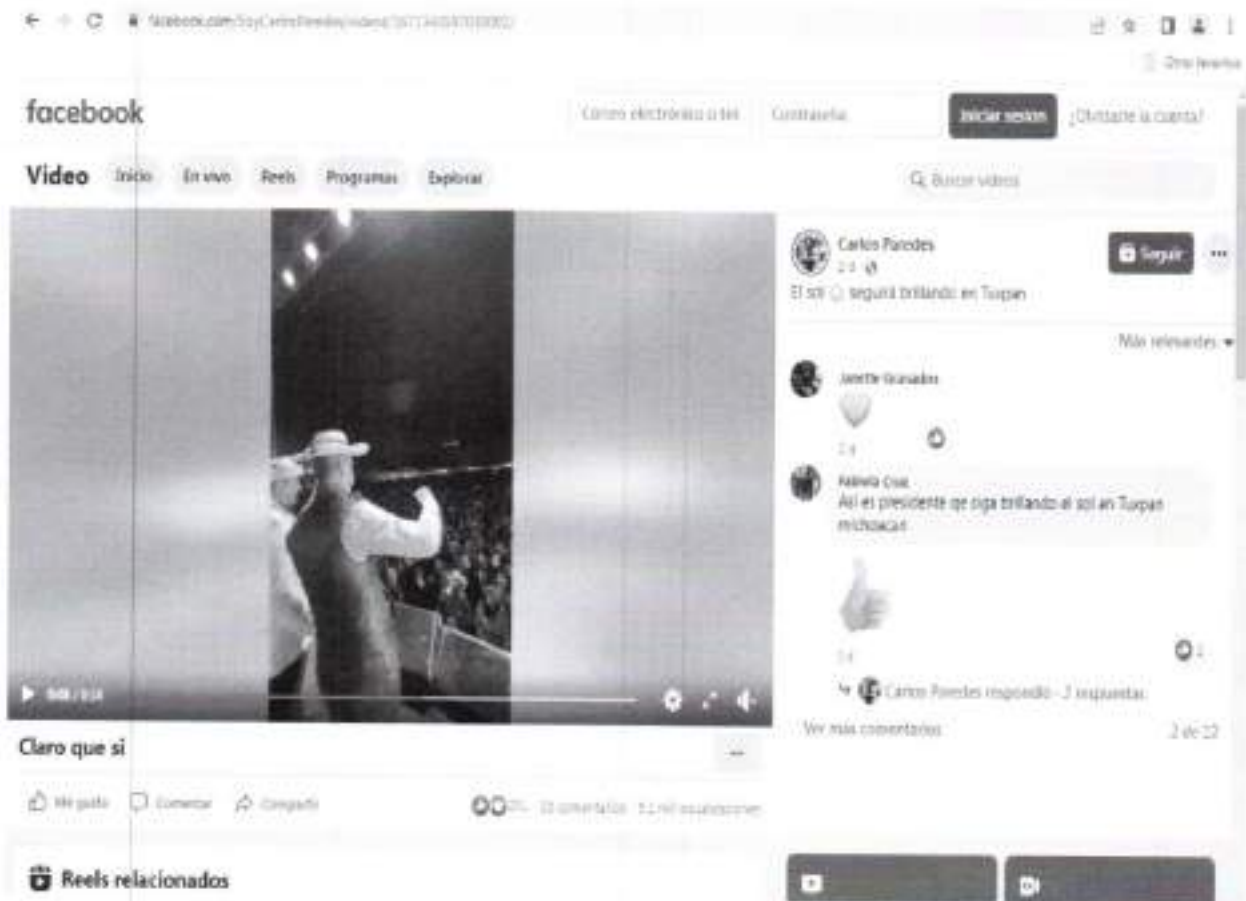 facebook
Correo electrónico o tel
Contraseña
Iniciar sesión
¿Olvidaste la cuenta?
Video
Inicio
En vivo
Reels
Programas
Explorar
Buscar videos
Carlos Paredes
Seguir
El sol seguirá brillando en Tuxpan
Más relevantes
Janette Granados
Así es presidente qe siga brillando el sol en Tuxpan
michoacan
Carlos Paredes respondió · 2 respuestas
Ver más comentarios
2 de 22
Claro que si
Me gusta
Comentar
Compartir
Reels relacionados